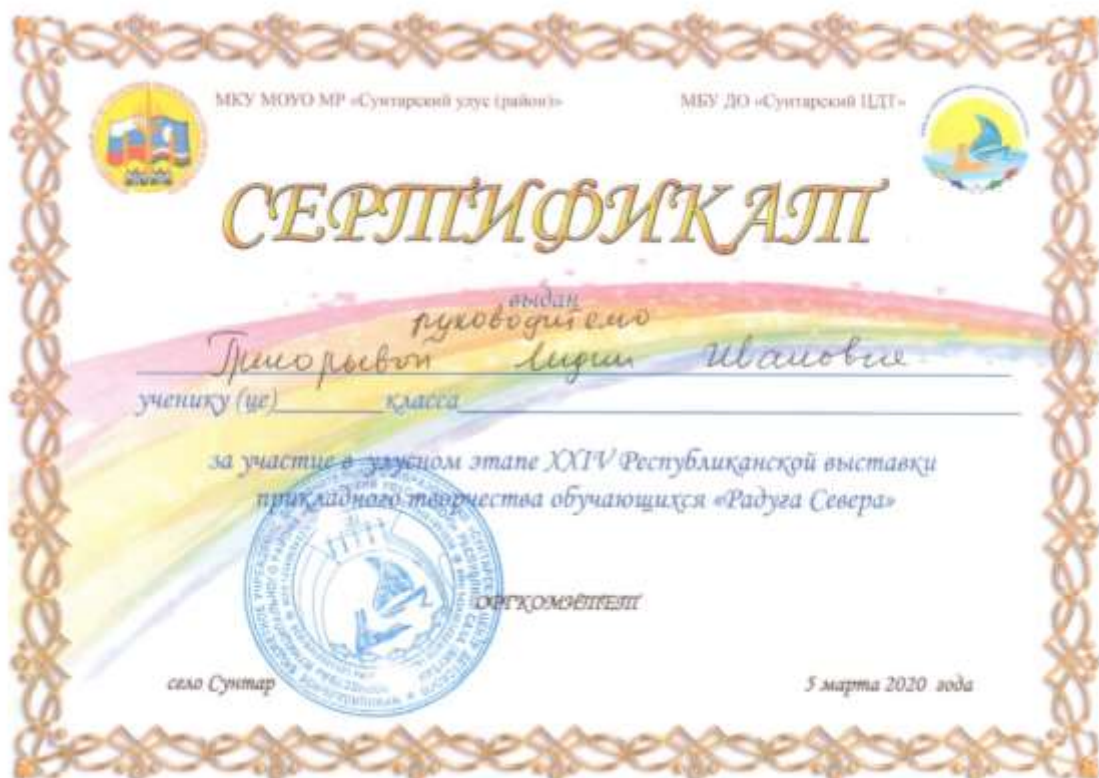 МКУ МОУО МР «Сунтарский улус (район)»
МБУ ДО «Сунтарский ЦДТ»
СЕРТИФИКАТ
выдан
руководителю
Григорьевой Лидии Ивановне
ученику (це)________класса
за участие в улусном этапе XXIV Республиканской выставки
прикладного творчества обучающихся «Радуга Севера»
ОРГКОМИТЕТ
село Сунтар
5 марта 2020 года